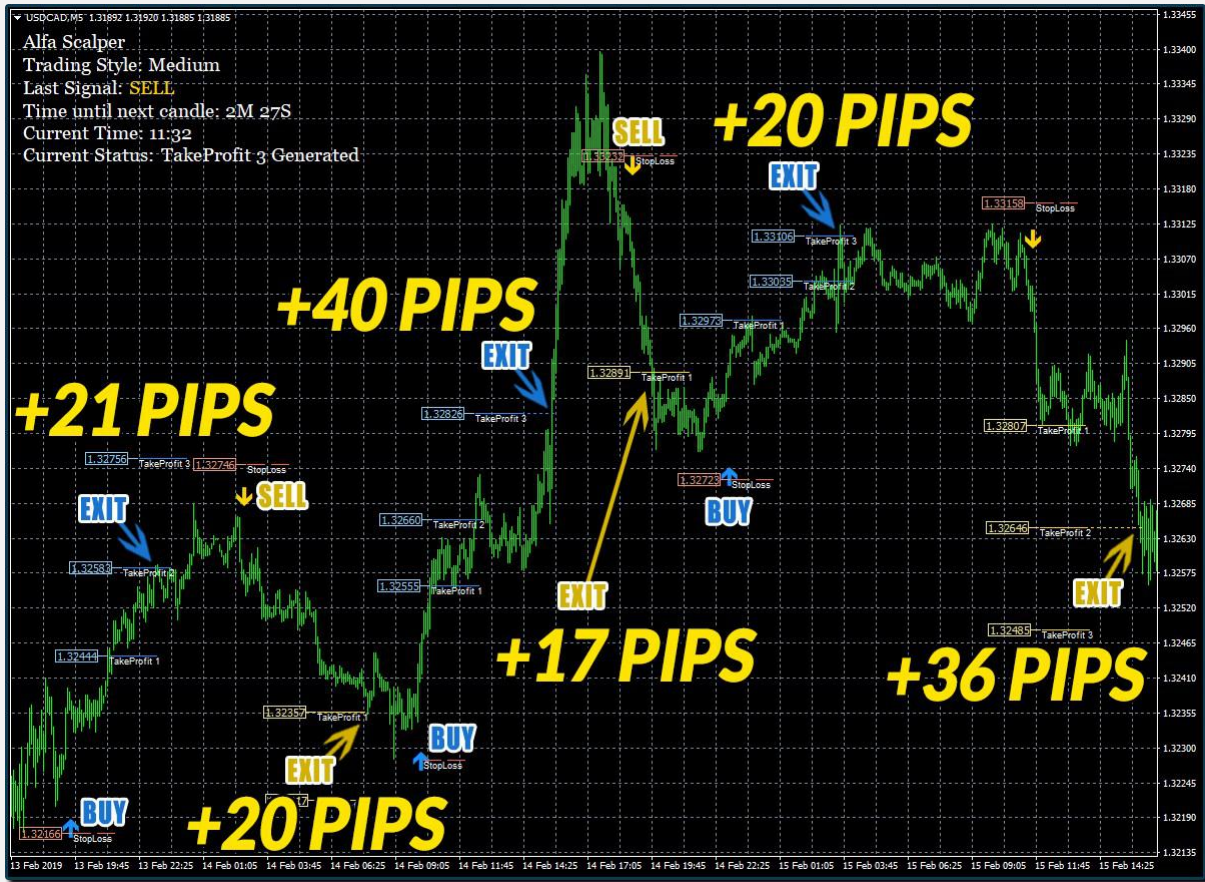 USDCAD,M5 1.31892 1.31920 1.31885 1.31885
Alfa Scalper
Trading Style: Medium
Last Signal: SELL
Time until next candle: 2M 27S
Current Time: 11:32
Current Status: TakeProfit 3 Generated
1.33455
1.33400
1.33345
1.33290
1.33235
1.33180
1.33125
1.33070
1.33015
1.32960
1.32905
1.32850
1.32795
1.32740
1.32685
1.32630
1.32575
1.32520
1.32465
1.32410
1.32355
1.32300
1.32245
1.32190
1.32135
+21 PIPS
1.32756 TakeProfit 3
1.32746 StopLoss
EXIT
SELL
1.32583 TakeProfit 2
1.32444 TakeProfit 1
BUY
1.32166 StopLoss
1.32357 TakeProfit 1
EXIT
+20 PIPS
+40 PIPS
EXIT
1.32826 TakeProfit 3
1.32660 TakeProfit 2
1.32555 TakeProfit 1
BUY
StopLoss
SELL
1.33232 StopLoss
1.32891 TakeProfit 1
EXIT
+17 PIPS
+20 PIPS
EXIT
1.33106 TakeProfit 3
1.33035 TakeProfit 2
1.32973 TakeProfit 1
1.32723 StopLoss
BUY
1.33158 StopLoss
1.32807 TakeProfit 1
1.32646 TakeProfit 2
EXIT
1.32485 TakeProfit 3
+36 PIPS
13 Feb 2019 13 Feb 19:45 13 Feb 22:25 14 Feb 01:05 14 Feb 03:45 14 Feb 06:25 14 Feb 09:05 14 Feb 11:45 14 Feb 14:25 14 Feb 17:05 14 Feb 19:45 14 Feb 22:25 15 Feb 01:05 15 Feb 03:45 15 Feb 06:25 15 Feb 09:05 15 Feb 11:45 15 Feb 14:25